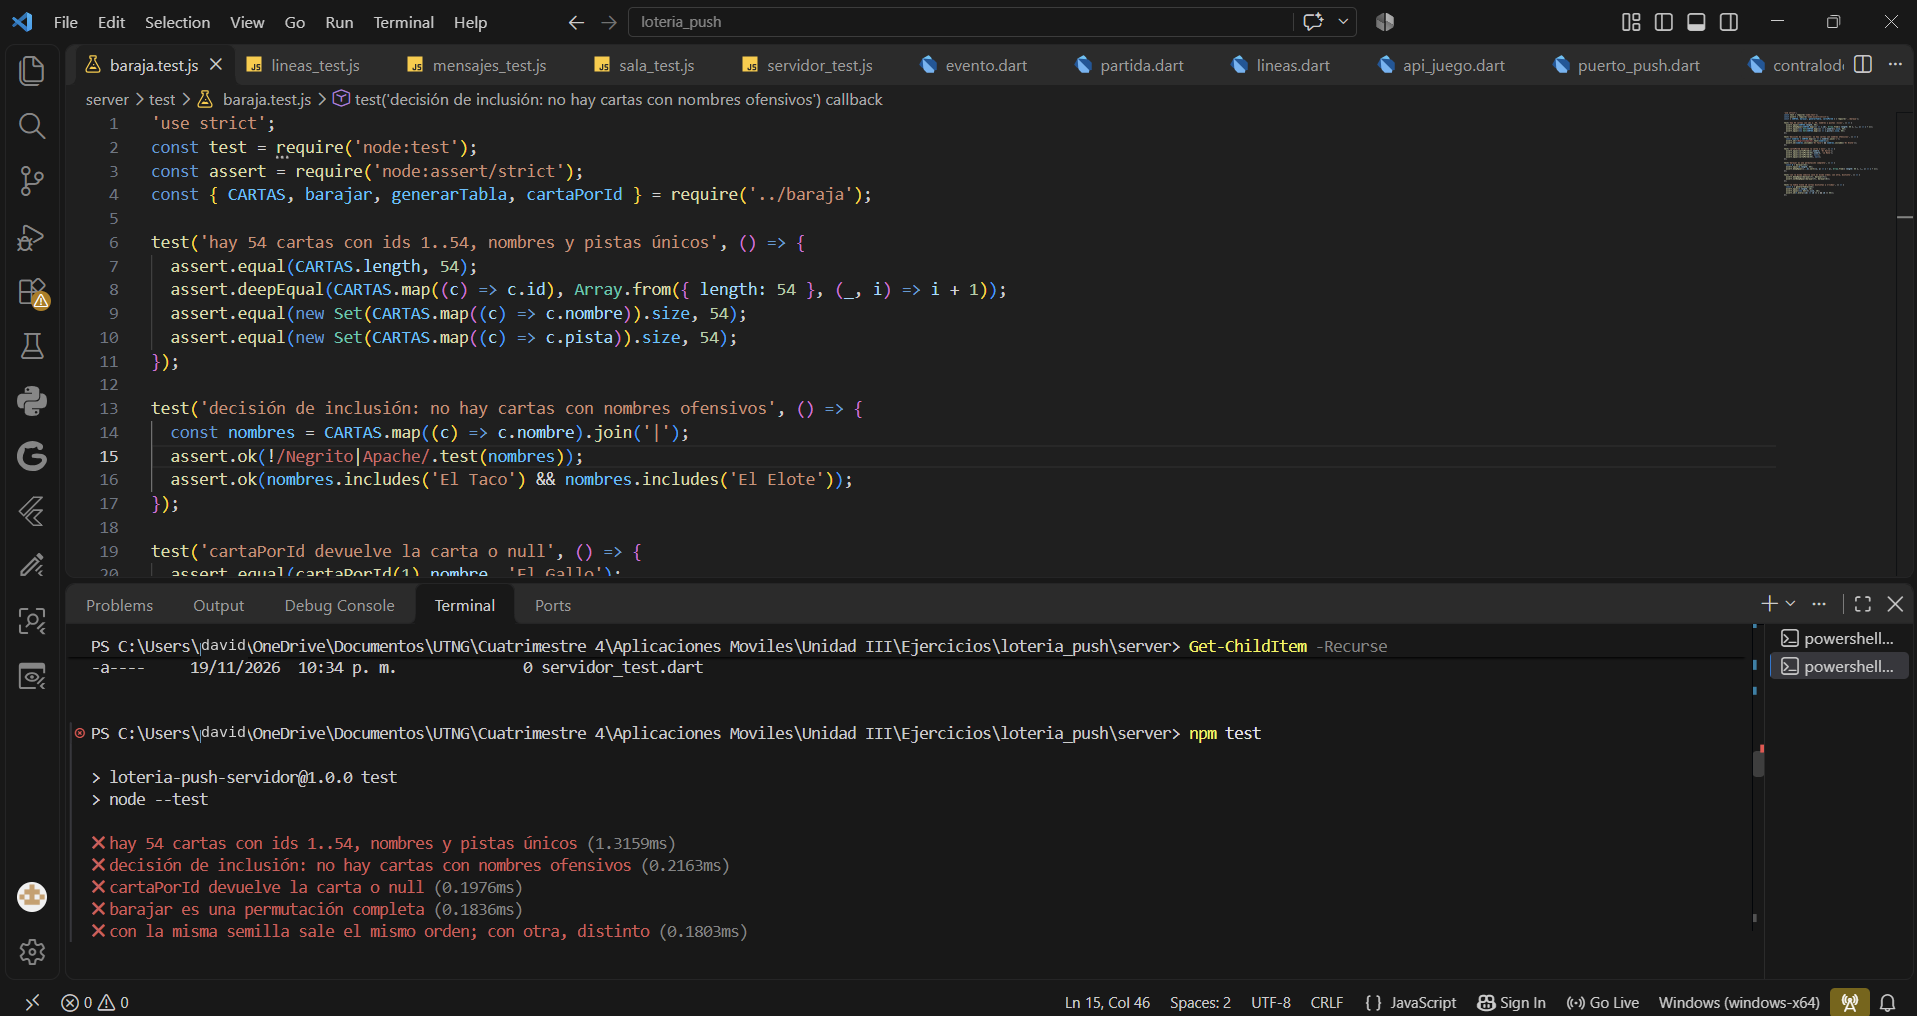 File Edit Selection View Go Run Terminal Help
loteria_push
baraja.test.js
JS lineas_test.js
JS mensajes_test.js
JS sala_test.js
JS servidor_test.js
evento.dart
partida.dart
lineas.dart
api_juego.dart
puerto_push.dart
contralod
server > test > baraja.test.js > test('decisión de inclusión: no hay cartas con nombres ofensivos') callback
1 'use strict';
2 const test = require('node:test');
3 const assert = require('node:assert/strict');
4 const { CARTAS, barajar, generarTabla, cartaPorId } = require('../baraja');
5
6 test('hay 54 cartas con ids 1..54, nombres y pistas únicos', () => {
7 assert.equal(CARTAS.length, 54);
8 assert.deepEqual(CARTAS.map((c) => c.id), Array.from({ length: 54 }, (_, i) => i + 1));
9 assert.equal(new Set(CARTAS.map((c) => c.nombre)).size, 54);
10 assert.equal(new Set(CARTAS.map((c) => c.pista)).size, 54);
11 });
12
13 test('decisión de inclusión: no hay cartas con nombres ofensivos', () => {
14 const nombres = CARTAS.map((c) => c.nombre).join('|');
15 assert.ok(!/Negrito|Apache/.test(nombres));
16 assert.ok(nombres.includes('El Taco') && nombres.includes('El Elote'));
17 });
18
19 test('cartaPorId devuelve la carta o null', () => {
20 assert.equal(cartaPorId(1).nombre, 'El Gallo');
Problems Output Debug Console Terminal Ports
PS C:\Users\david\OneDrive\Documentos\UTNG\Cuatrimestre 4\Aplicaciones Moviles\Unidad III\Ejercicios\loteria_push\server> Get-ChildItem -Recurse
-a---- 19/11/2026 10:34 p. m. 0 servidor_test.dart
PS C:\Users\david\OneDrive\Documentos\UTNG\Cuatrimestre 4\Aplicaciones Moviles\Unidad III\Ejercicios\loteria_push\server> npm test
> loteria-push-servidor@1.0.0 test
> node --test
hay 54 cartas con ids 1..54, nombres y pistas únicos (1.3159ms)
decisión de inclusión: no hay cartas con nombres ofensivos (0.2163ms)
cartaPorId devuelve la carta o null (0.1976ms)
barajar es una permutación completa (0.1836ms)
con la misma semilla sale el mismo orden; con otra, distinto (0.1803ms)
powershell...
powershell...
0 0
Ln 15, Col 46 Spaces: 2 UTF-8 CRLF {} JavaScript Sign In Go Live Windows (windows-x64)